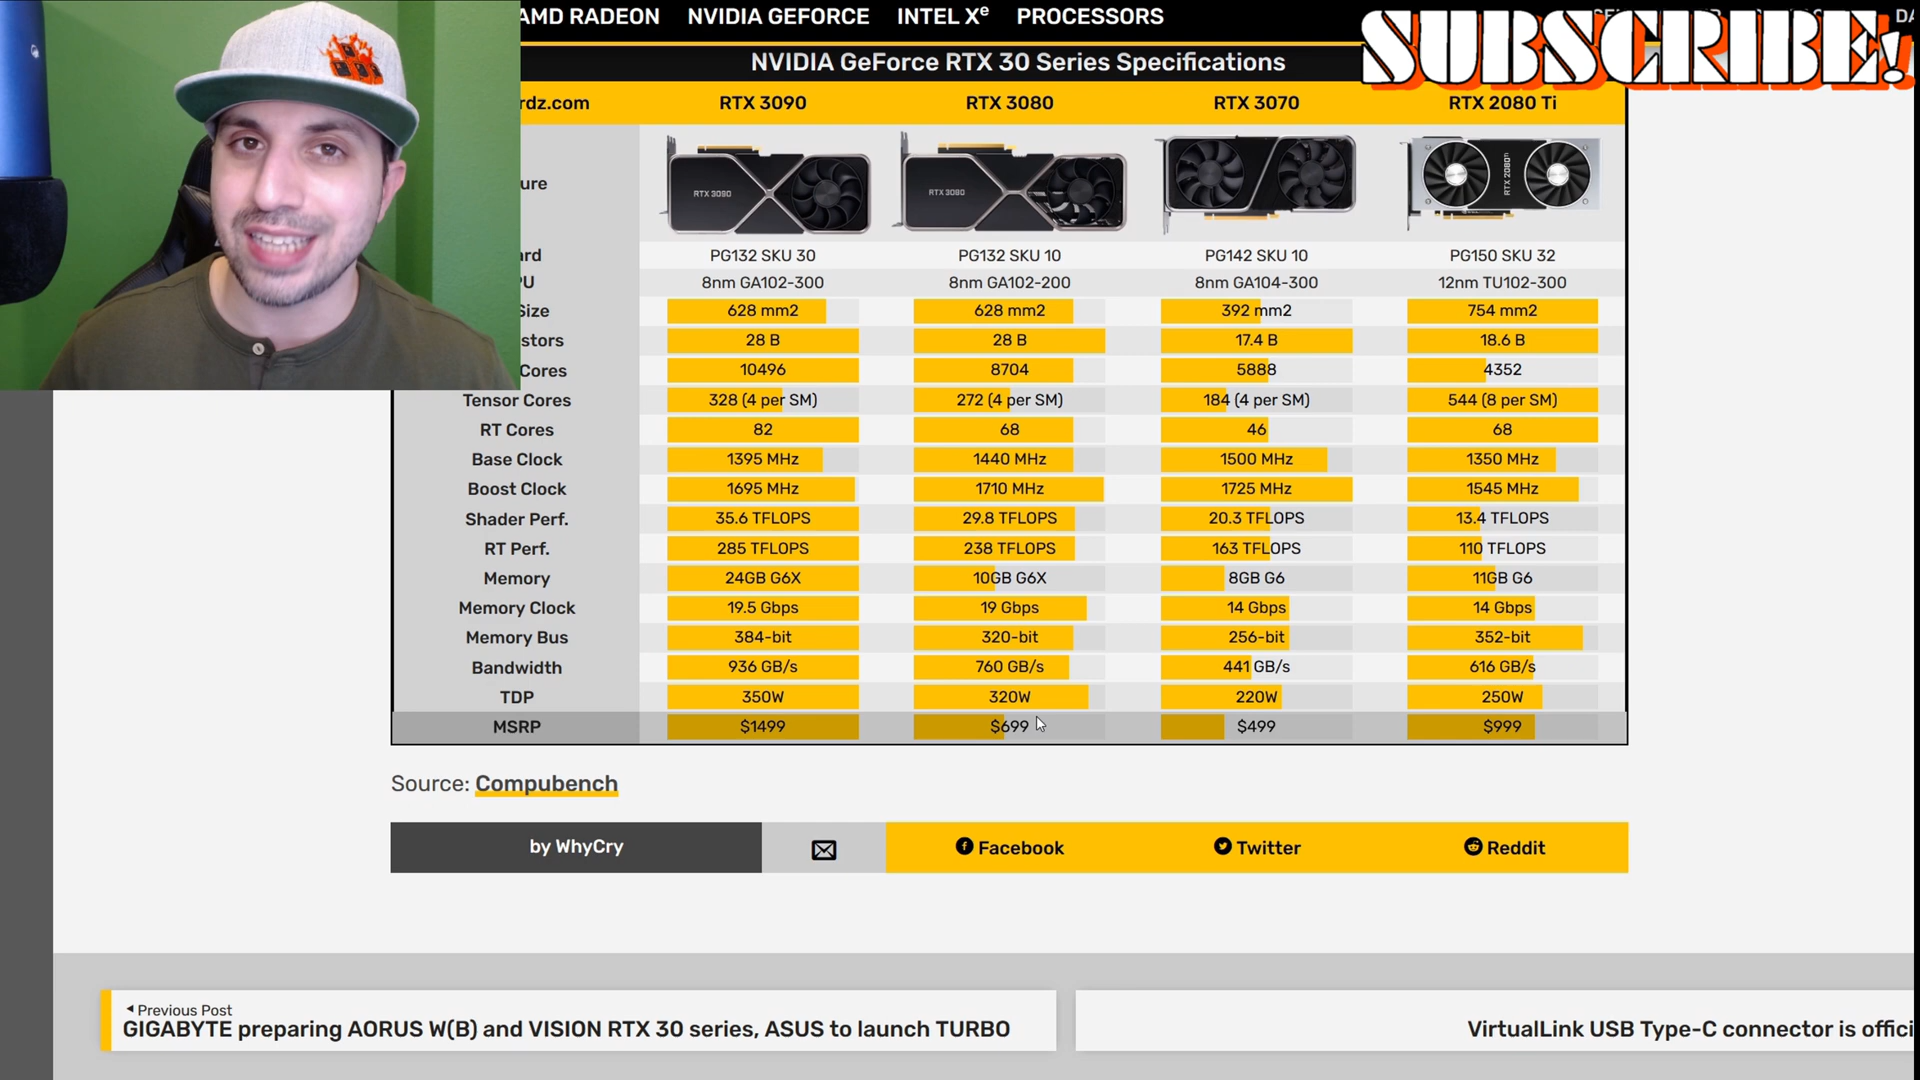 AMD RADEON NVIDIA GEFORCE INTEL Xe PROCESSORS
SUBSCRIBE!
NVIDIA GeForce RTX 30 Series Specifications
rdz.com RTX 3090 RTX 3080 RTX 3070 RTX 2080 Ti
ure
RTX 3090 RTX 3080 RTX 2080Ti
rd PG132 SKU 30 PG132 SKU 10 PG142 SKU 10 PG150 SKU 32
U 8nm GA102-300 8nm GA102-200 8nm GA104-300 12nm TU102-300
Size 628 mm2 628 mm2 392 mm2 754 mm2
stors 28 B 28 B 17.4 B 18.6 B
Cores 10496 8704 5888 4352
Tensor Cores 328 (4 per SM) 272 (4 per SM) 184 (4 per SM) 544 (8 per SM)
RT Cores 82 68 46 68
Base Clock 1395 MHz 1440 MHz 1500 MHz 1350 MHz
Boost Clock 1695 MHz 1710 MHz 1725 MHz 1545 MHz
Shader Perf. 35.6 TFLOPS 29.8 TFLOPS 20.3 TFLOPS 13.4 TFLOPS
RT Perf. 285 TFLOPS 238 TFLOPS 163 TFLOPS 110 TFLOPS
Memory 24GB G6X 10GB G6X 8GB G6 11GB G6
Memory Clock 19.5 Gbps 19 Gbps 14 Gbps 14 Gbps
Memory Bus 384-bit 320-bit 256-bit 352-bit
Bandwidth 936 GB/s 760 GB/s 441 GB/s 616 GB/s
TDP 350W 320W 220W 250W
MSRP $1499 $699 $499 $999
Source: Compubench
by WhyCry Facebook Twitter Reddit
Previous Post
GIGABYTE preparing AORUS W(B) and VISION RTX 30 series, ASUS to launch TURBO
VirtualLink USB Type-C connector is offici